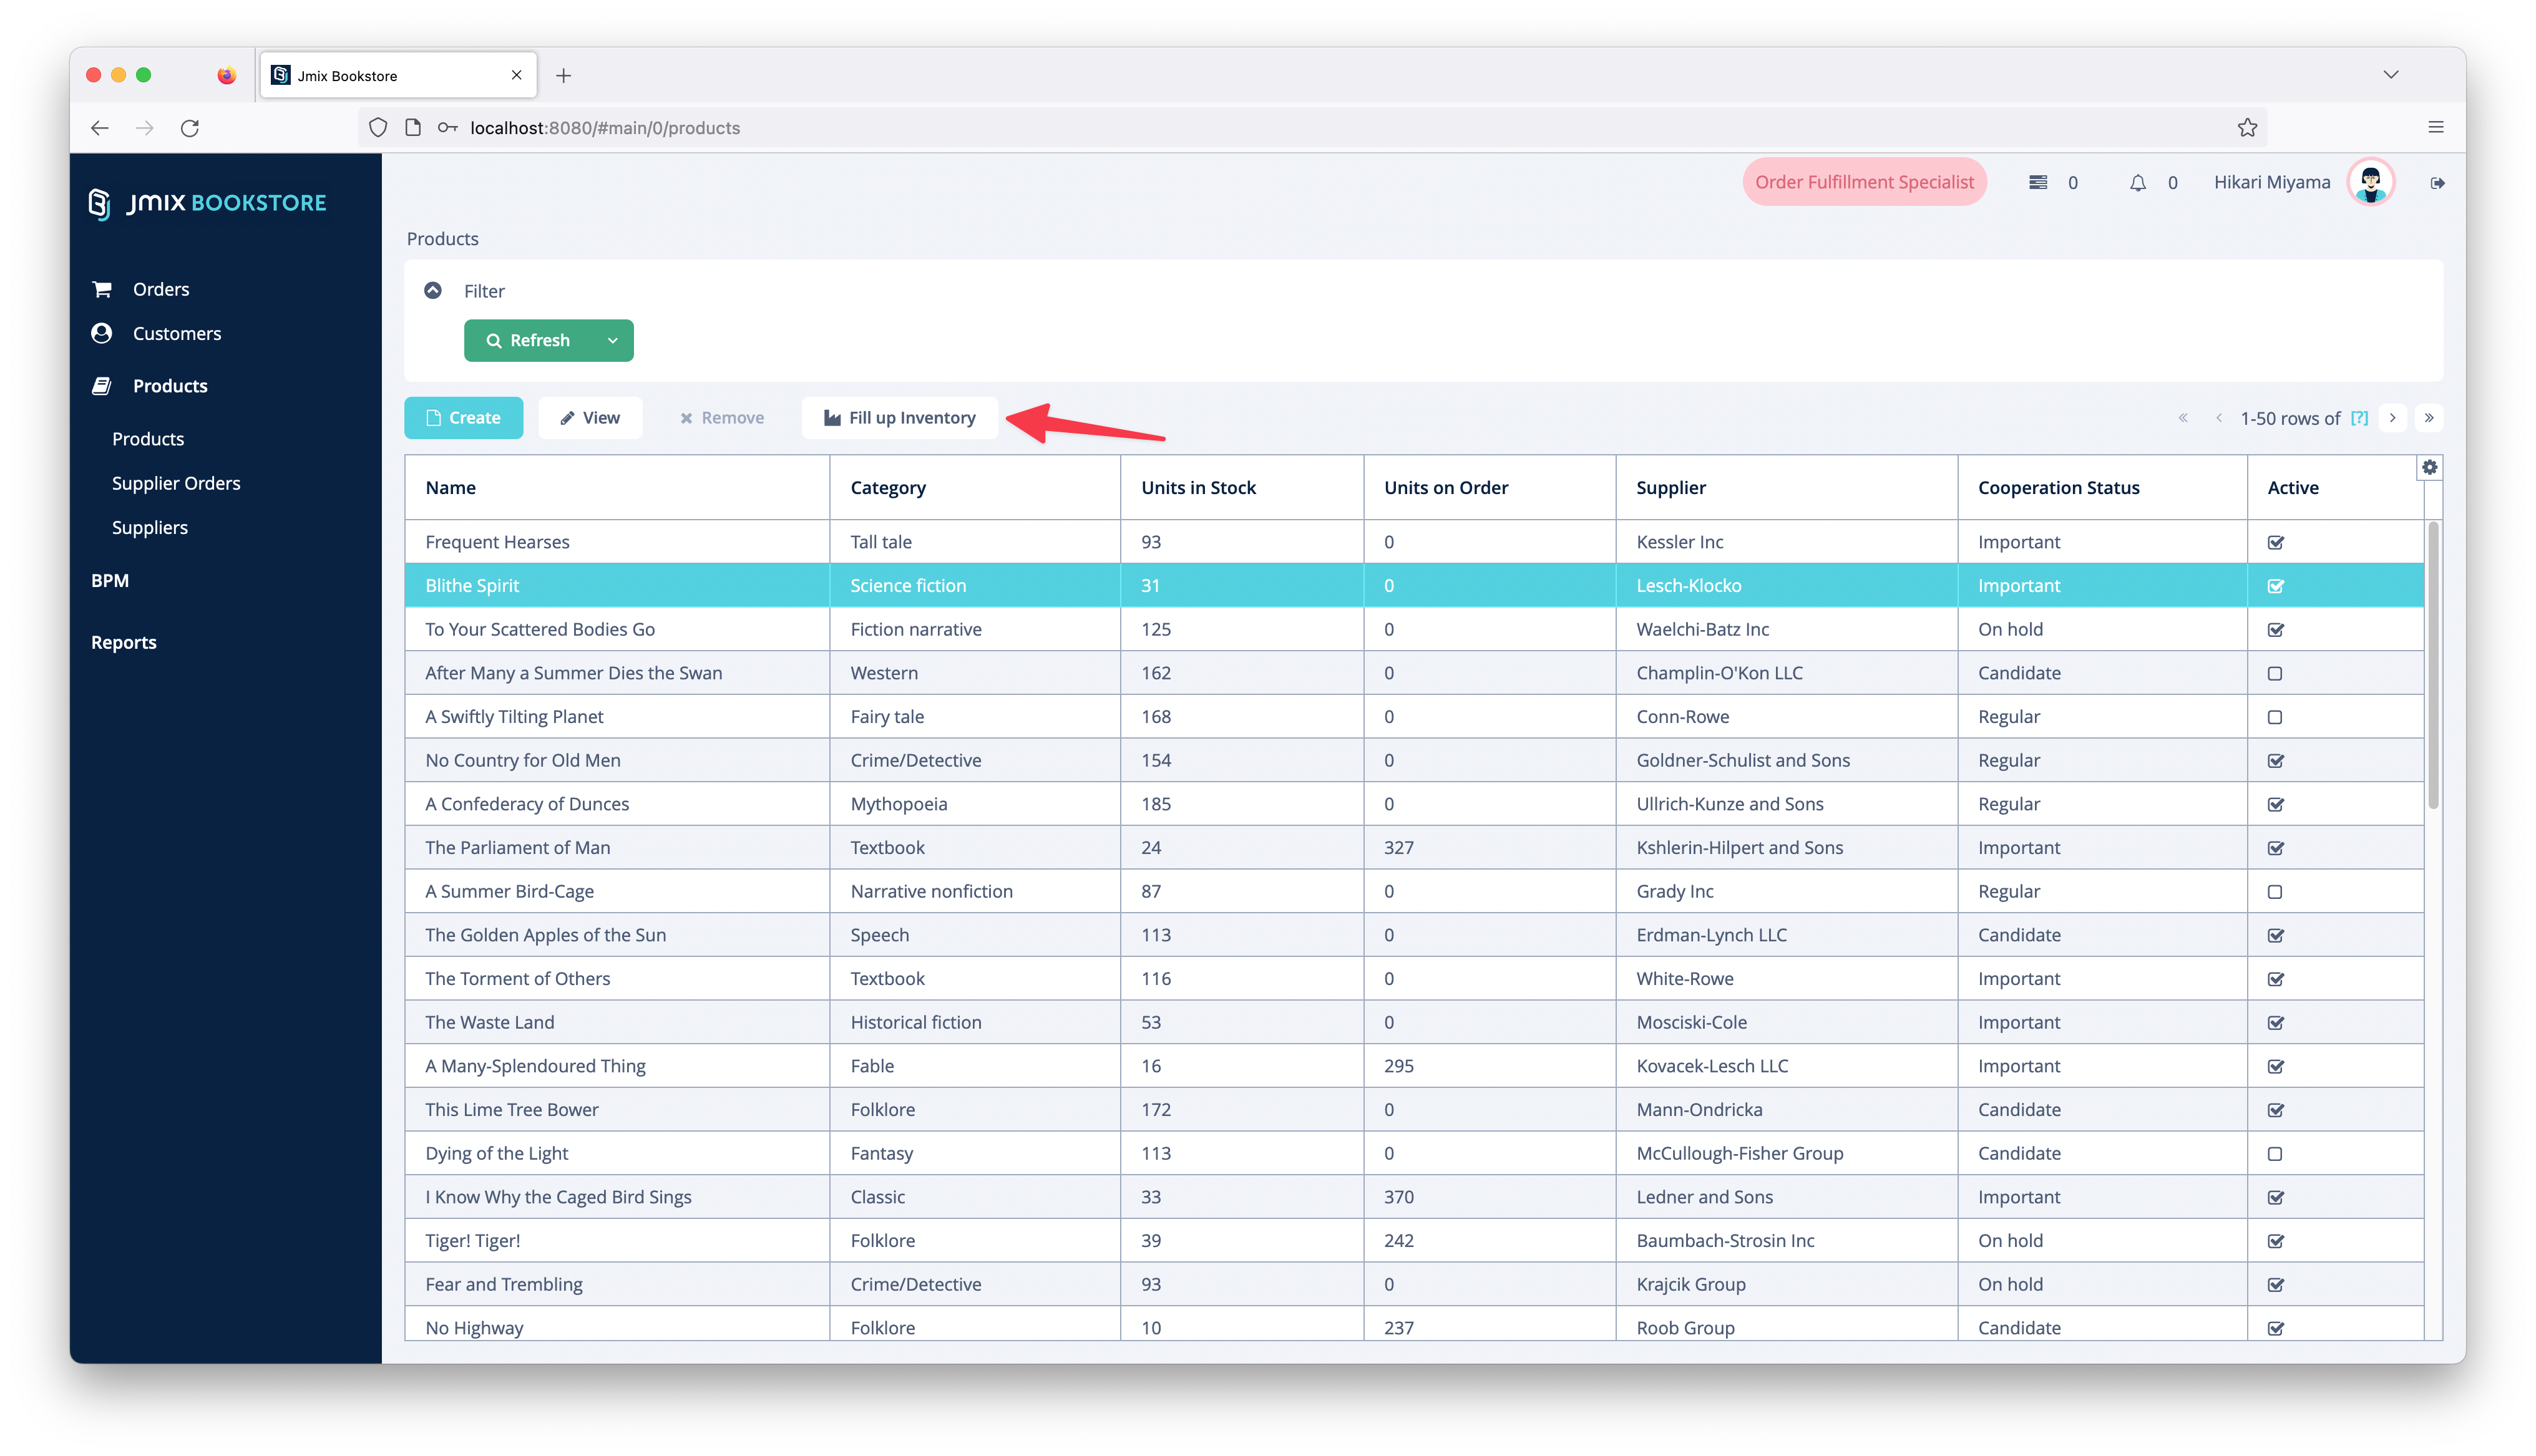 Jmix Bookstore
localhost:8080/#main/0/products
JMIX BOOKSTORE
Order Fulfillment Specialist 0 0 Hikari Miyama
Orders
Customers
Products
Products
Supplier Orders
Suppliers
BPM
Reports
Products
Filter
Refresh
Create View Remove Fill up Inventory 1-50 rows of [?]
Name Category Units in Stock Units on Order Supplier Cooperation Status Active
Frequent Hearses Tall tale 93 0 Kessler Inc Important
Blithe Spirit Science fiction 31 0 Lesch-Klocko Important
To Your Scattered Bodies Go Fiction narrative 125 0 Waelchi-Batz Inc On hold
After Many a Summer Dies the Swan Western 162 0 Champlin-O'Kon LLC Candidate
A Swiftly Tilting Planet Fairy tale 168 0 Conn-Rowe Regular
No Country for Old Men Crime/Detective 154 0 Goldner-Schulist and Sons Regular
A Confederacy of Dunces Mythopoeia 185 0 Ullrich-Kunze and Sons Regular
The Parliament of Man Textbook 24 327 Kshlerin-Hilpert and Sons Important
A Summer Bird-Cage Narrative nonfiction 87 0 Grady Inc Regular
The Golden Apples of the Sun Speech 113 0 Erdman-Lynch LLC Candidate
The Torment of Others Textbook 116 0 White-Rowe Important
The Waste Land Historical fiction 53 0 Mosciski-Cole Important
A Many-Splendoured Thing Fable 16 295 Kovacek-Lesch LLC Important
This Lime Tree Bower Folklore 172 0 Mann-Ondricka Candidate
Dying of the Light Fantasy 113 0 McCullough-Fisher Group Candidate
I Know Why the Caged Bird Sings Classic 33 370 Ledner and Sons Important
Tiger! Tiger! Folklore 39 242 Baumbach-Strosin Inc On hold
Fear and Trembling Crime/Detective 93 0 Krajcik Group On hold
No Highway Folklore 10 237 Roob Group Candidate